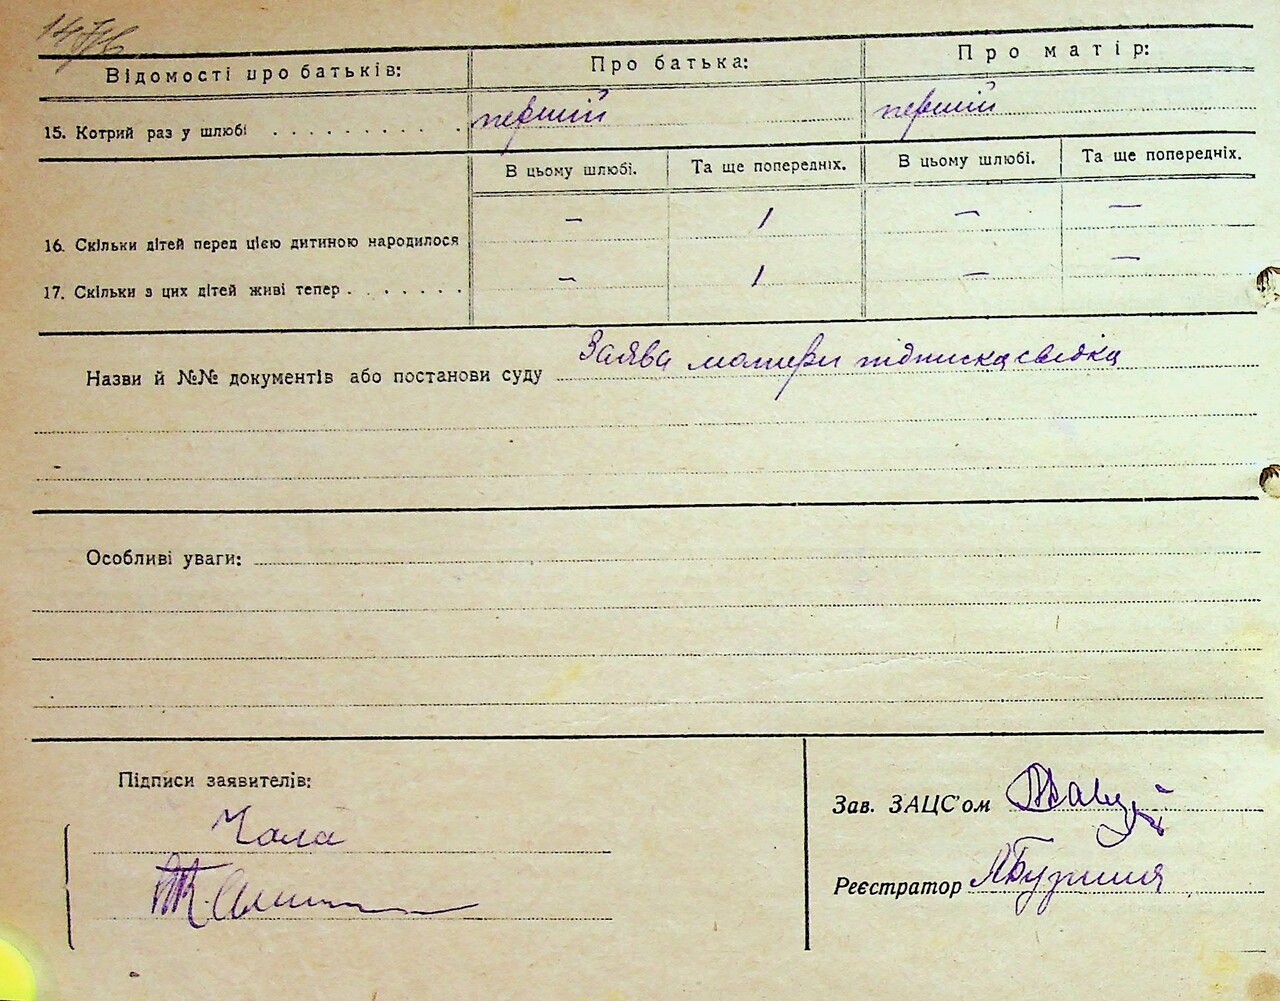 Відомості про батьків: Про батька: Про матір:
15. Котрий раз у шлюбі . . . . . . . . . . перший перший
В цьому шлюбі. Та ще попередніх. В цьому шлюбі. Та ще попередніх.
16. Скільки дітей перед цією дитиною народилося — 1 — —
17. Скільки з цих дітей живі тепер . . . . . . . — 1 — —
Назви й №№ документів або постанови суду Заява матери підписка свідка
Особливі уваги:
Підписи заявителів:
Чала
Зав. ЗАЦС'ом
Реєстратор